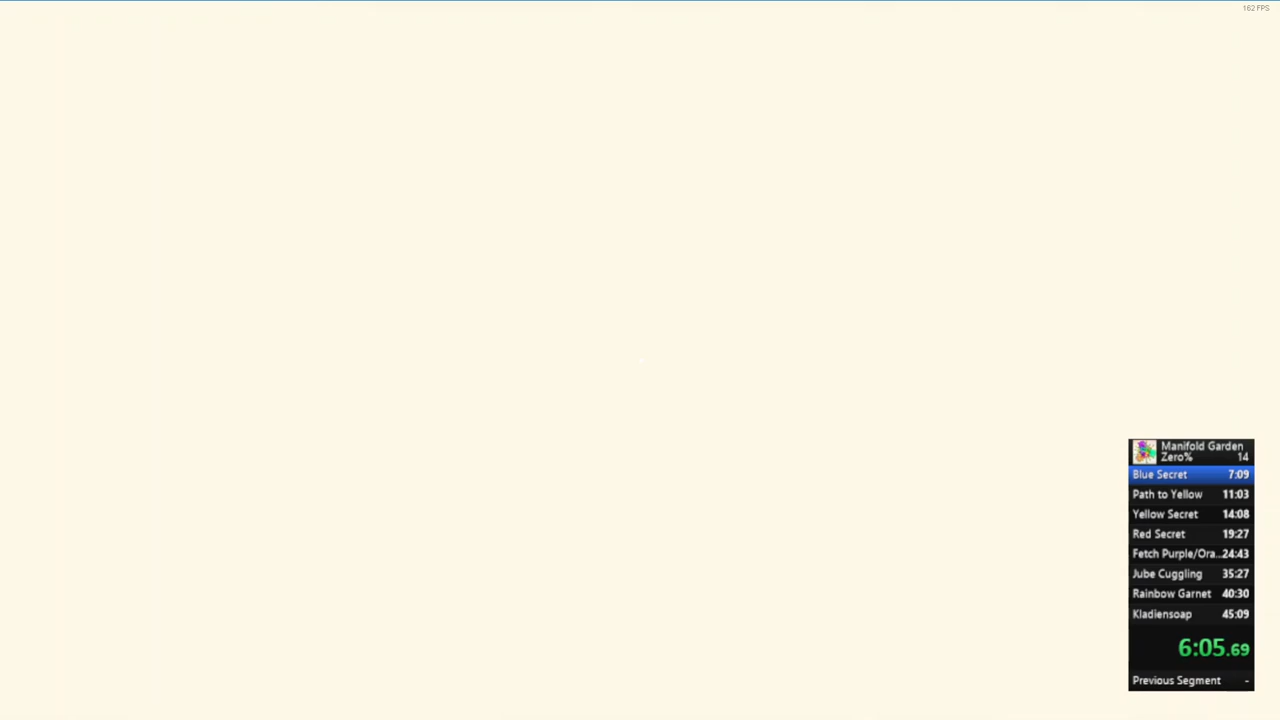 162 FPS
Manifold Garden
Zero% 14
Blue Secret 7:09
Path to Yellow 11:03
Yellow Secret 14:08
Red Secret 19:27
Fetch Purple/Ora... 24:43
Jube Cuggling 35:27
Rainbow Garnet 40:30
Kladiensoap 45:09
6:05.69
Previous Segment -